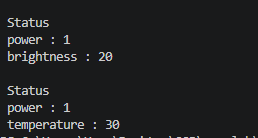 Status
power : 1
brightness : 20
Status
power : 1
temperature : 30